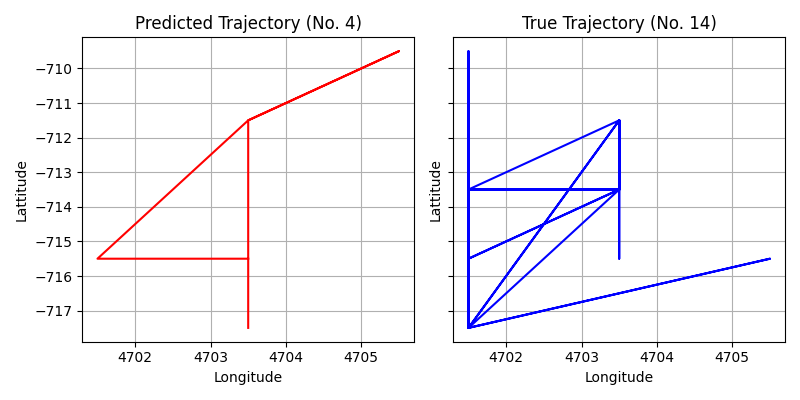 Predicted Trajectory (No. 4)
True Trajectory (No. 14)
−710
−711
−712
−713
−714
−715
−716
−717
Lattitude
Lattitude
4702
4703
4704
4705
4702
4703
4704
4705
Longitude
Longitude